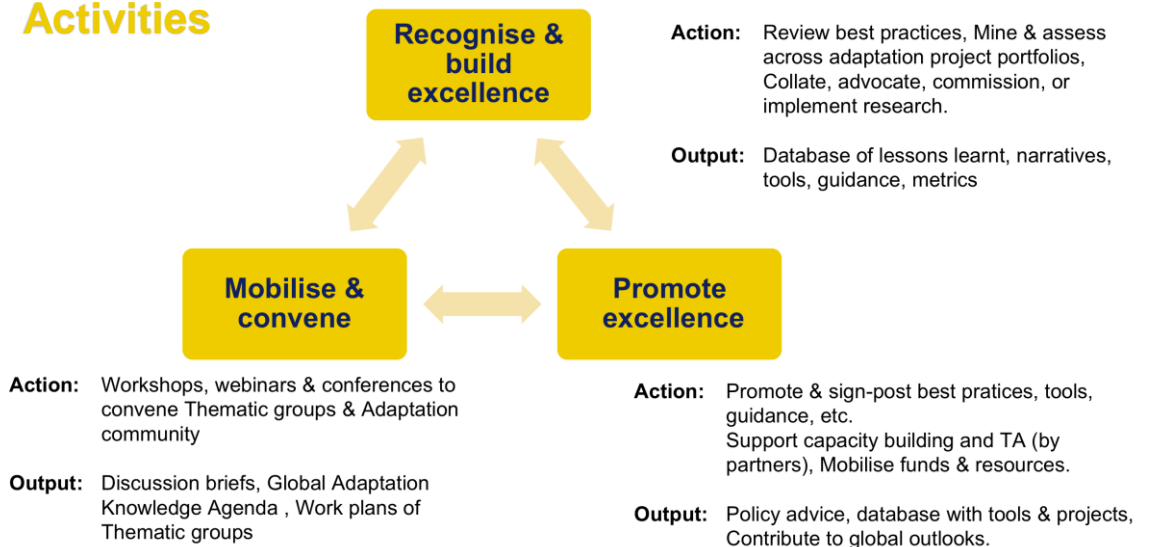 Activities
Recognise &
build
excellence
Action: Review best practices, Mine & assess
across adaptation project portfolios,
Collate, advocate, commission, or
implement research.
Output: Database of lessons learnt, narratives,
tools, guidance, metrics
Mobilise &
convene
Promote
excellence
Action: Workshops, webinars & conferences to
convene Thematic groups & Adaptation
community
Output: Discussion briefs, Global Adaptation
Knowledge Agenda , Work plans of
Thematic groups
Action: Promote & sign-post best pratices, tools,
guidance, etc.
Support capacity building and TA (by
partners), Mobilise funds & resources.
Output: Policy advice, database with tools & projects,
Contribute to global outlooks.